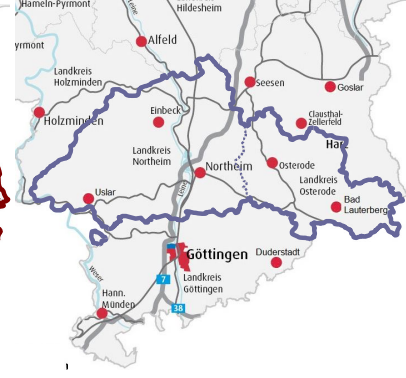 Hameln-Pyrmont
Hildesheim
Leine
Alfeld
yrmont
Landkreis
Holzminden
Seesen
Goslar
Holzminden
Einbeck
Clausthal-
Zellerfeld
Harz
Landkreis
Northeim
Northeim
Osterode
Landkreis
Osterode
Leine
Uslar
Bad
Lauterberg
Göttingen
Duderstadt
Weser
7
Landkreis
Göttingen
Hann.
Münden
38